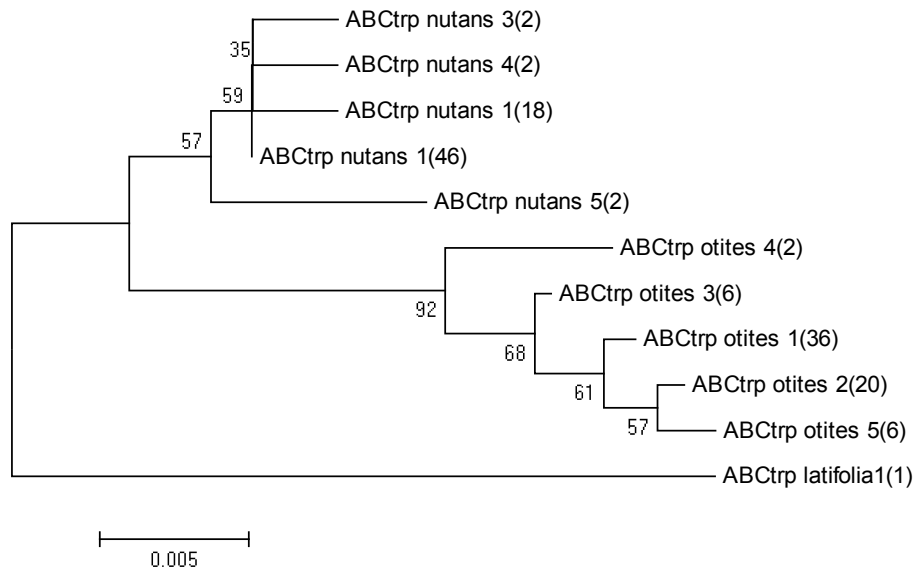 ABCtrp nutans 3(2)
35
ABCtrp nutans 4(2)
59
ABCtrp nutans 1(18)
57
ABCtrp nutans 1(46)
ABCtrp nutans 5(2)
ABCtrp otites 4(2)
92
ABCtrp otites 3(6)
68
ABCtrp otites 1(36)
61
ABCtrp otites 2(20)
57
ABCtrp otites 5(6)
ABCtrp latifolia1(1)
0.005